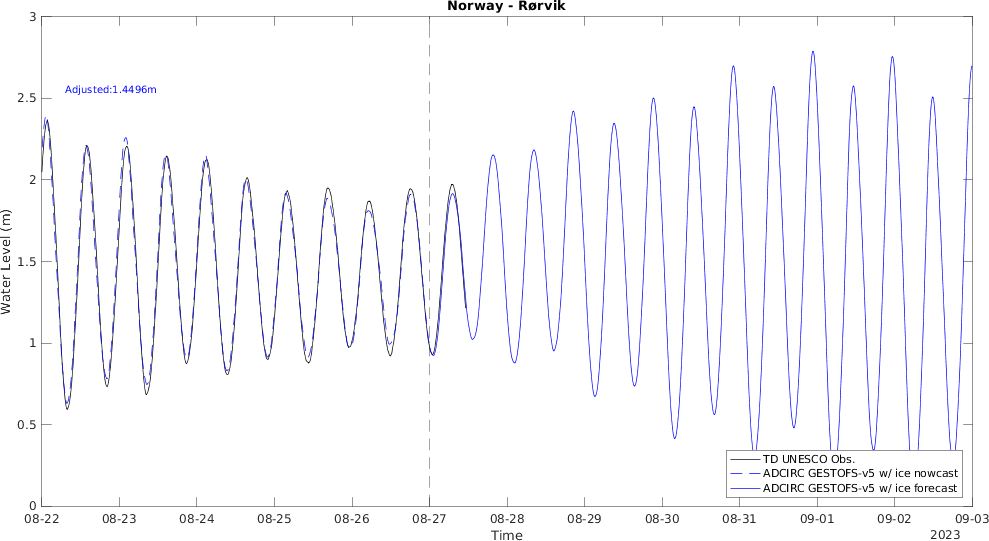 Norway - Rørvik
Adjusted:1.4496m
Water Level (m)
3
2.5
2
1.5
1
0.5
0
TD UNESCO Obs.
ADCIRC GESTOFS-v5 w/ ice nowcast
ADCIRC GESTOFS-v5 w/ ice forecast
08-22 08-23 08-24 08-25 08-26 08-27 08-28 08-29 08-30 08-31 09-01 09-02 09-03
Time
2023